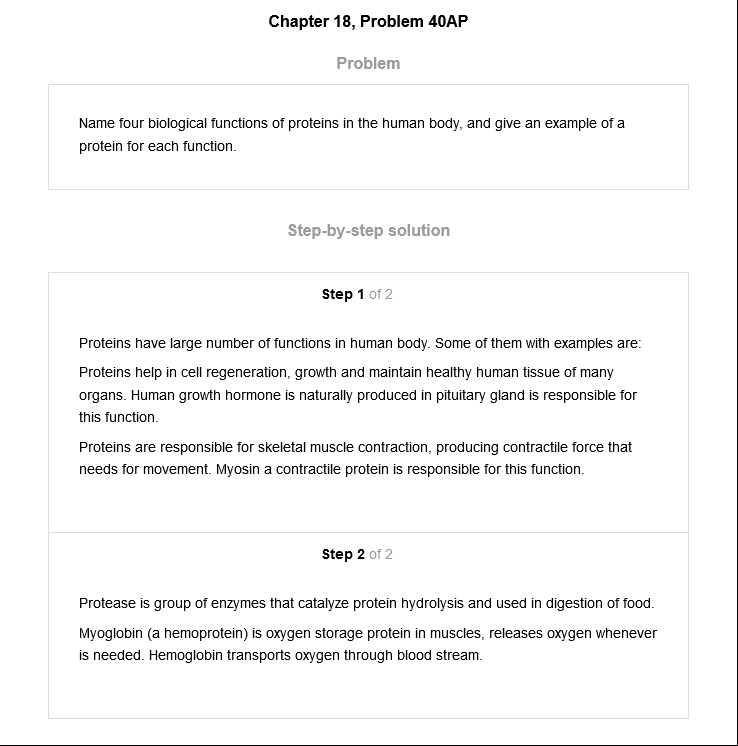 Chapter 18, Problem 40AP
Problem
Name four biological functions of proteins in the human body, and give an example of a
protein for each function.
Step-by-step solution
Step 1 of 2
Proteins have large number of functions in human body. Some of them with examples are:
Proteins help in cell regeneration, growth and maintain healthy human tissue of many
organs. Human growth hormone is naturally produced in pituitary gland is responsible for
this function.
Proteins are responsible for skeletal muscle contraction, producing contractile force that
needs for movement. Myosin a contractile protein is responsible for this function.
Step 2 of 2
Protease is group of enzymes that catalyze protein hydrolysis and used in digestion of food.
Myoglobin (a hemoprotein) is oxygen storage protein in muscles, releases oxygen whenever
is needed. Hemoglobin transports oxygen through blood stream.